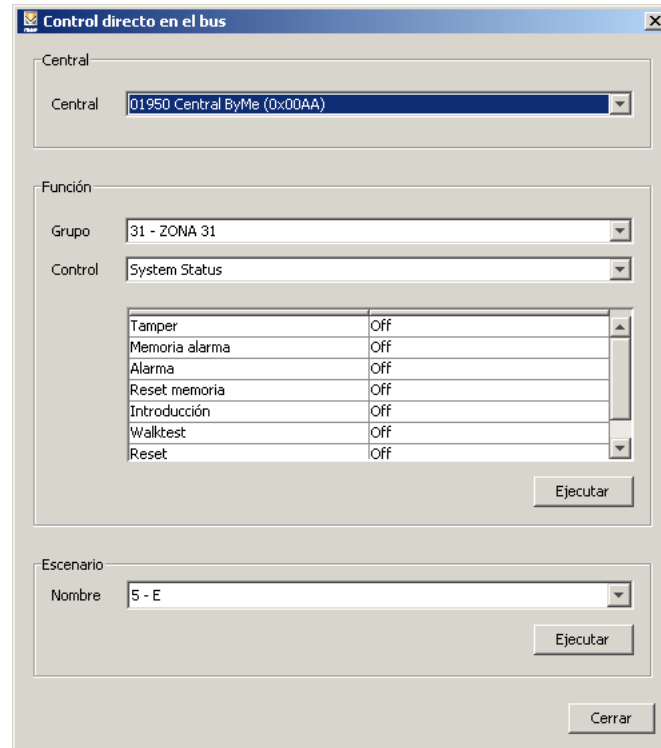 Control directo en el bus
Central
Central 01950 Central ByMe (0x00AA)
Función
Grupo 31 - ZONA 31
Control System Status
Tamper Off
Memoria alarma Off
Alarma Off
Reset memoria Off
Introducción Off
Walktest Off
Reset Off
Ejecutar
Escenario
Nombre 5 - E
Ejecutar
Cerrar